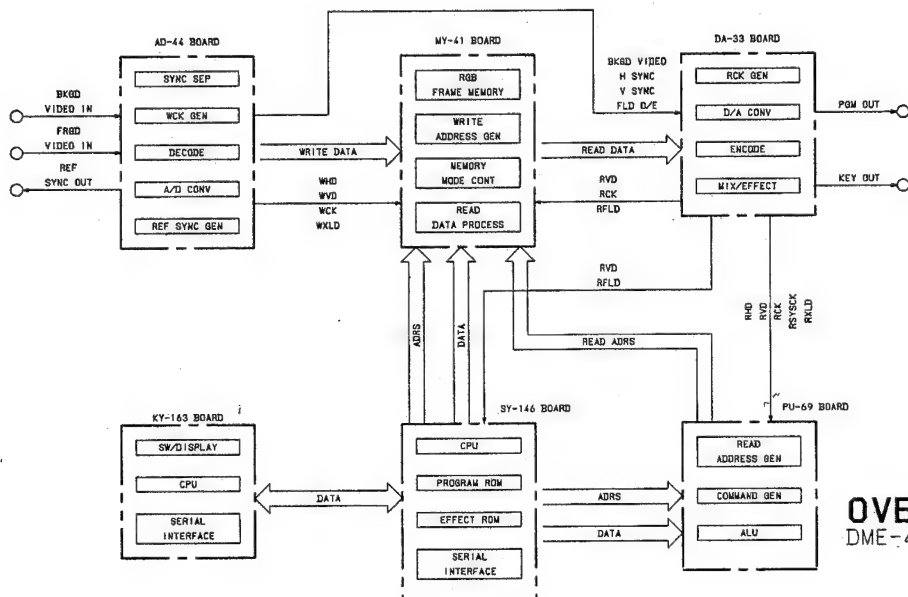 AD-44 BOARD
SYNC SEP
WCK GEN
DECODE
A/D CONV
REF SYNC GEN
BKGD
VIDEO IN
FRGD
VIDEO IN
REF
SYNC OUT
WRITE DATA
WHD
WVD
WCK
WXLD
MY-41 BOARD
RGB
FRAME MEMORY
WRITE
ADDRESS GEN
MEMORY
MODE CONT
READ
DATA PROCESS
BKGD VIDEO
H SYNC
V SYNC
FLD O/E
READ DATA
RVD
RCK
RFLD
DA-33 BOARD
RCK GEN
D/A CONV
ENCODE
MIX/EFFECT
PGM OUT
KEY OUT
RVD
RFLD
ADRS
DATA
READ ADRS
RHD
RVD
RCK
RSYSCK
RXLD
KY-163 BOARD
SW/DISPLAY
CPU
SERIAL
INTERFACE
DATA
SY-146 BOARD
CPU
PROGRAM ROM
EFFECT ROM
SERIAL
INTERFACE
ADRS
DATA
PU-69 BOARD
READ
ADDRESS GEN
COMMAND GEN
ALU
OVE
DME-4